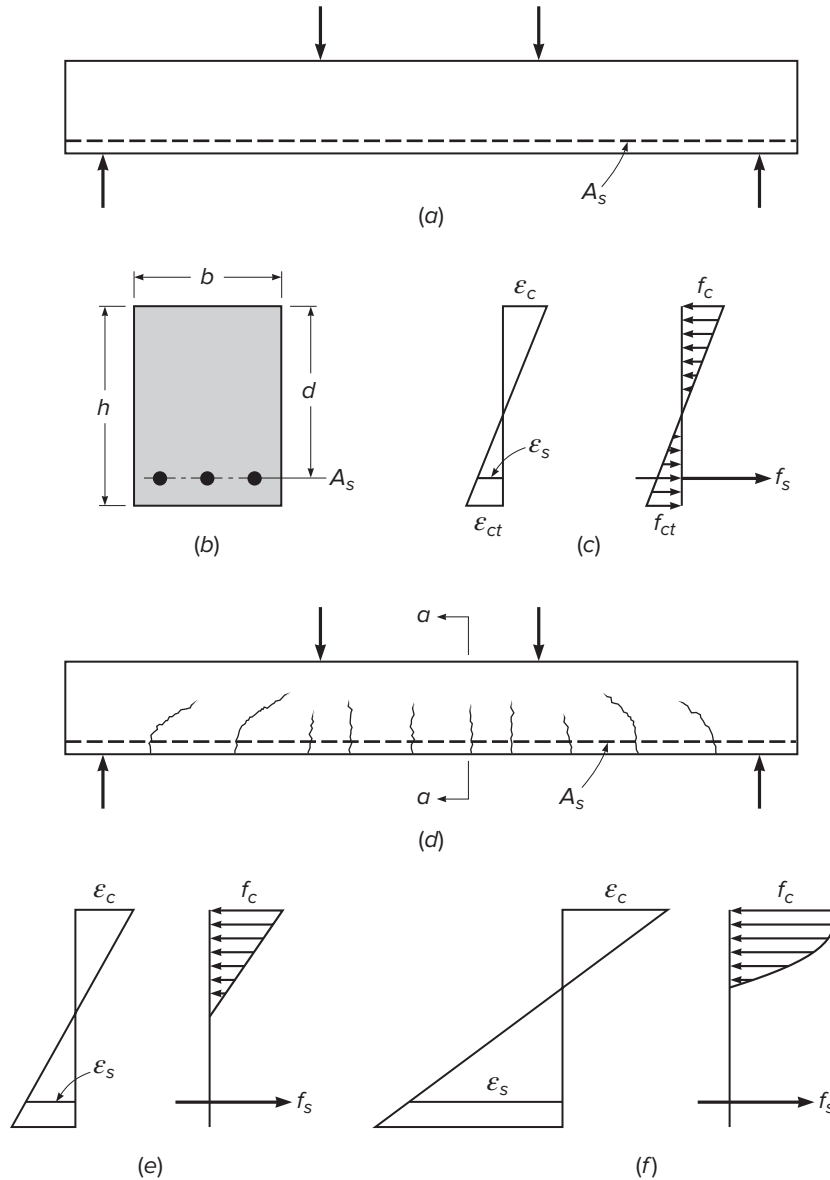 A_s
(a)
b
h
d
A_s
(b)
ε_c
ε_s
ε_ct
f_c
f_s
f_ct
(c)
a
a
A_s
(d)
ε_c
ε_s
f_c
f_s
(e)
ε_c
ε_s
f_c
f_s
(f)